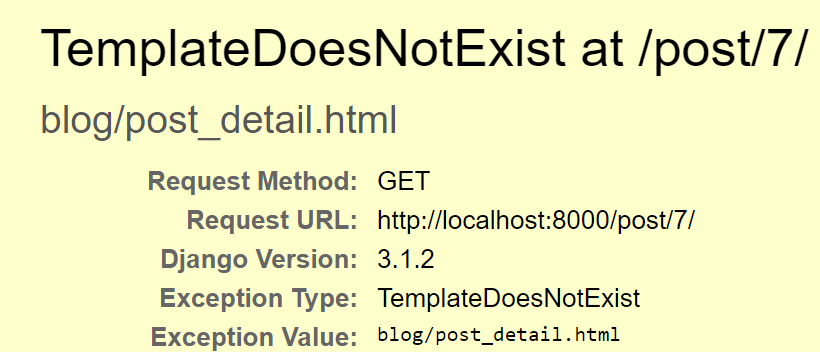 TemplateDoesNotExist at /post/7/
blog/post_detail.html
Request Method: GET
Request URL: http://localhost:8000/post/7/
Django Version: 3.1.2
Exception Type: TemplateDoesNotExist
Exception Value: blog/post_detail.html